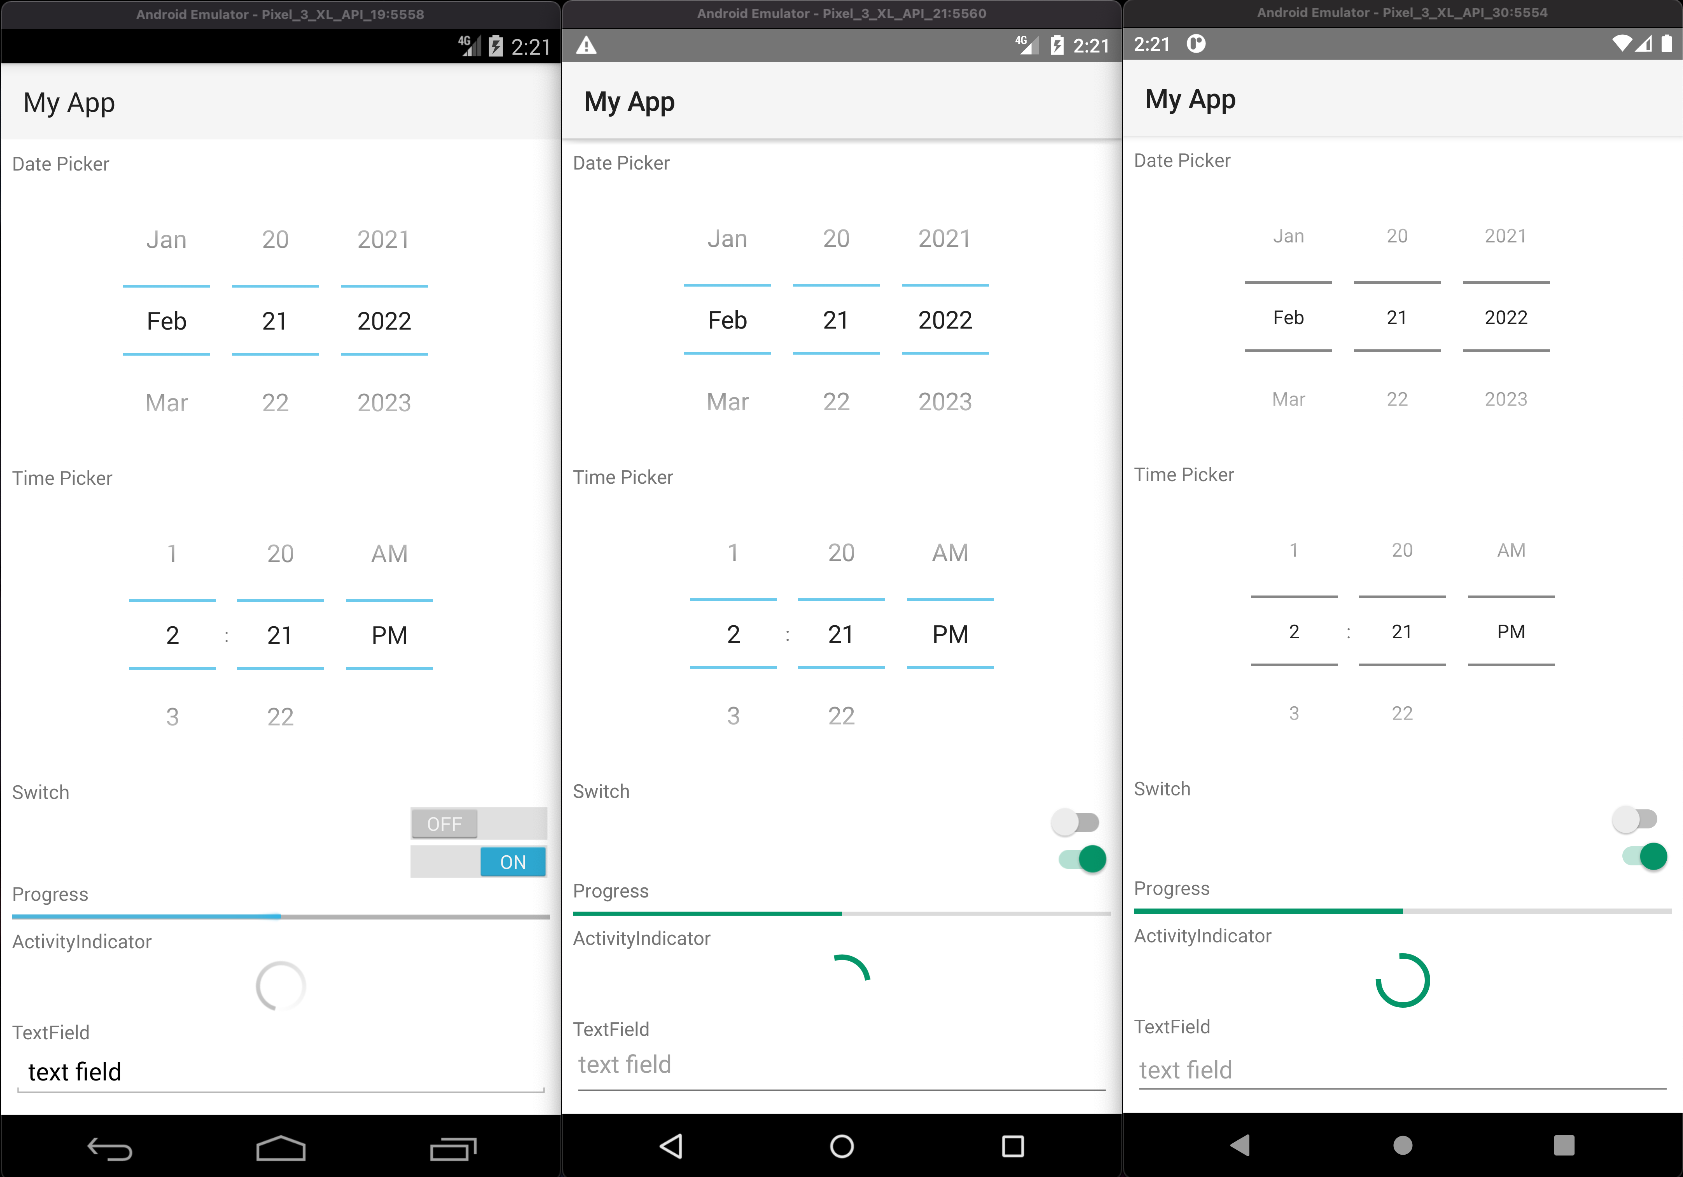 Android Emulator - Pixel_3_XL_API_19:5558
4G 2:21
My App
Date Picker
Jan 20 2021
Feb 21 2022
Mar 22 2023
Time Picker
1 20 AM
2 : 21 PM
3 22
Switch
OFF
ON
Progress
ActivityIndicator
TextField
text field
Android Emulator - Pixel_3_XL_API_21:5560
4G 2:21
My App
Date Picker
Jan 20 2021
Feb 21 2022
Mar 22 2023
Time Picker
1 20 AM
2 : 21 PM
3 22
Switch
Progress
ActivityIndicator
TextField
text field
Android Emulator - Pixel_3_XL_API_30:5554
2:21
My App
Date Picker
Jan 20 2021
Feb 21 2022
Mar 22 2023
Time Picker
1 20 AM
2 : 21 PM
3 22
Switch
Progress
ActivityIndicator
TextField
text field